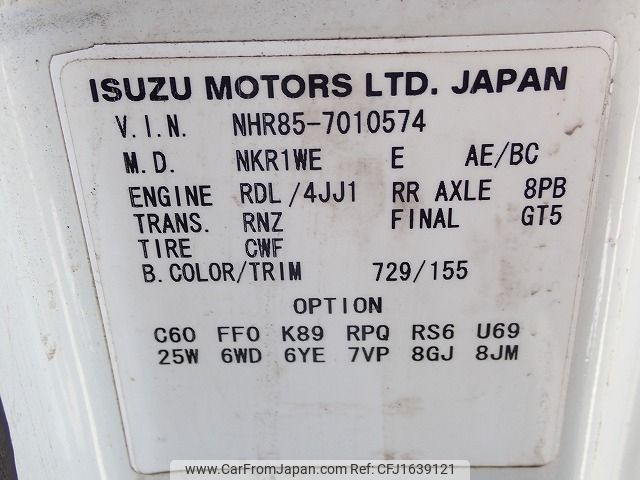 ISUZU MOTORS LTD. JAPAN
V.I.N. NHR85-7010574
M.D. NKR1WE E AE/BC
ENGINE RDL/4JJ1 RR AXLE 8PB
TRANS. RNZ FINAL GT5
TIRE CWF
B.COLOR/TRIM 729/155
OPTION
C60 FF0 K89 RPQ RS6 U69
25W 6WD 6YE 7VP 8GJ 8JM
www.CarFromJapan.com © CarFromJapan : CFJ1639121